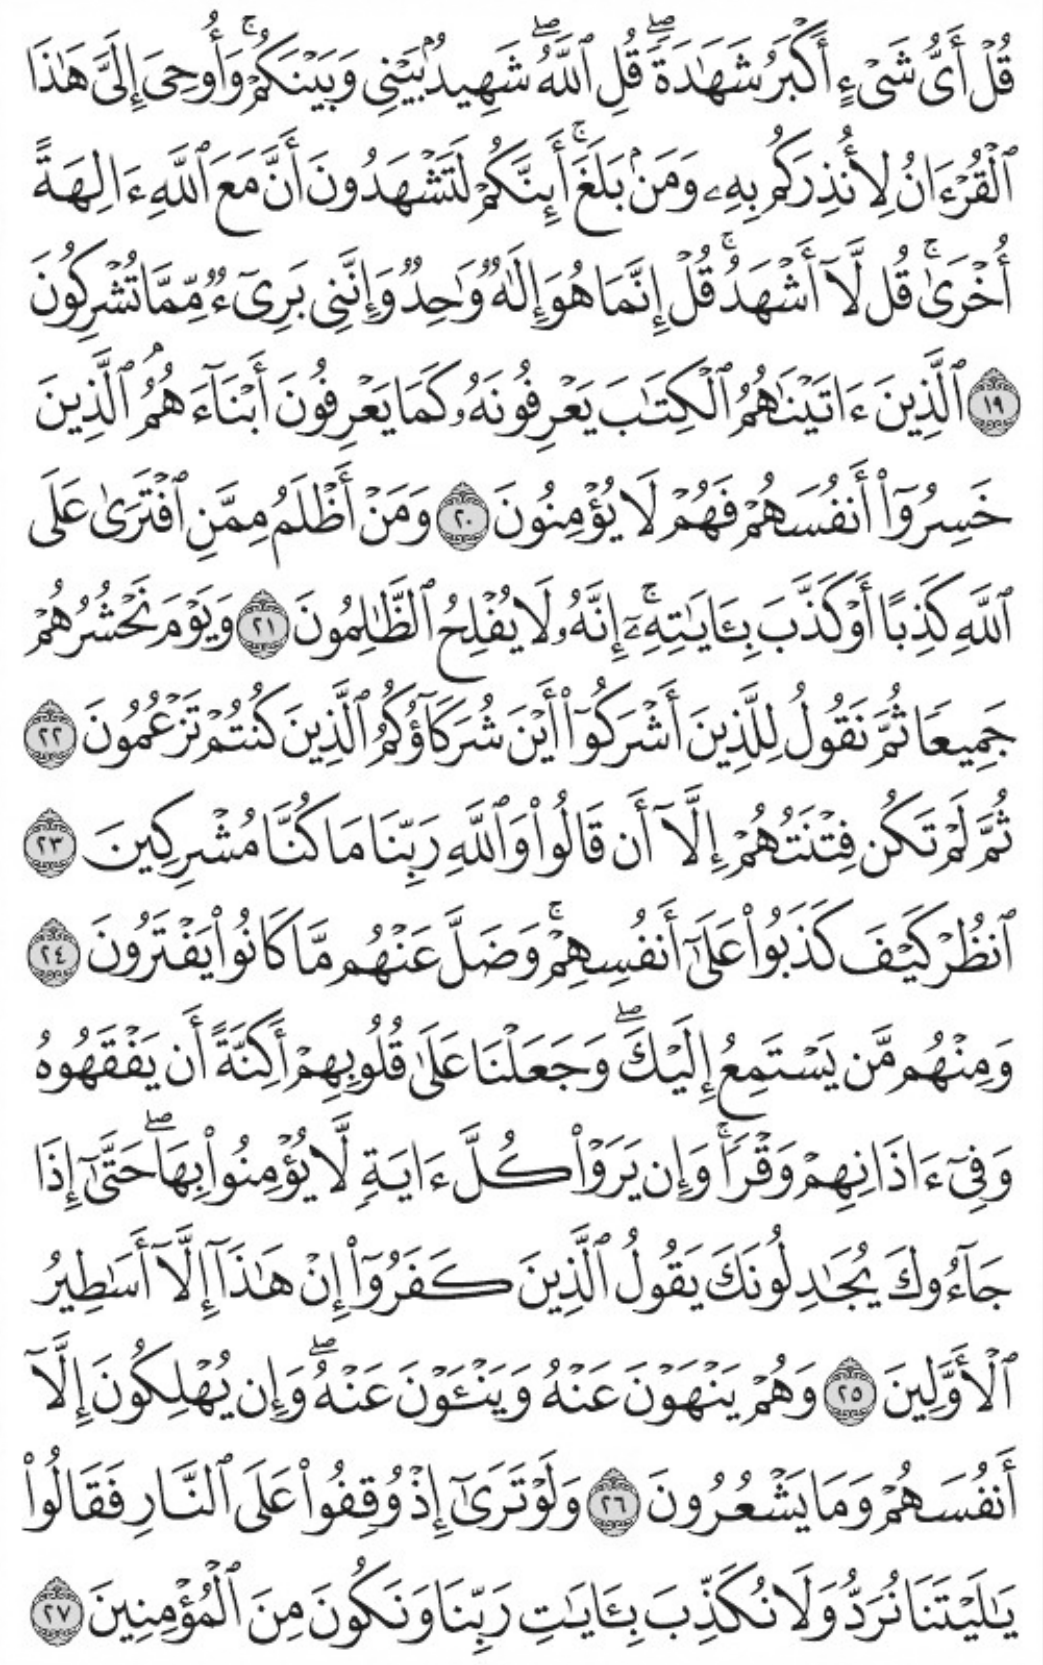 قُلْ أَىُّ شَىْءٍ أَكْبَرُ شَهَٰدَةًۖ قُلِ ٱللَّهُۖ شَهِيدٌۢ بَيْنِى وَبَيْنَكُمْۚ وَأُوحِىَ إِلَىَّ هَٰذَا
ٱلْقُرْءَانُ لِأُنذِرَكُم بِهِۦ وَمَنۢ بَلَغَۚ أَئِنَّكُمْ لَتَشْهَدُونَ أَنَّ مَعَ ٱللَّهِ ءَالِهَةً
أُخْرَىٰۚ قُل لَّآ أَشْهَدُۚ قُلْ إِنَّمَا هُوَ إِلَٰهٌ وَٰحِدٌ وَإِنَّنِى بَرِىٓءٌ مِّمَّا تُشْرِكُونَ
١٩ ٱلَّذِينَ ءَاتَيْنَٰهُمُ ٱلْكِتَٰبَ يَعْرِفُونَهُۥ كَمَا يَعْرِفُونَ أَبْنَآءَهُمُۘ ٱلَّذِينَ
خَسِرُوٓا۟ أَنفُسَهُمْ فَهُمْ لَا يُؤْمِنُونَ ٢٠ وَمَنْ أَظْلَمُ مِمَّنِ ٱفْتَرَىٰ عَلَى
ٱللَّهِ كَذِبًا أَوْ كَذَّبَ بِـَٔايَٰتِهِۦٓۚ إِنَّهُۥ لَا يُفْلِحُ ٱلظَّٰلِمُونَ ٢١ وَيَوْمَ نَحْشُرُهُمْ
جَمِيعًا ثُمَّ نَقُولُ لِلَّذِينَ أَشْرَكُوٓا۟ أَيْنَ شُرَكَآؤُكُمُ ٱلَّذِينَ كُنتُمْ تَزْعُمُونَ ٢٢
ثُمَّ لَمْ تَكُن فِتْنَتُهُمْ إِلَّآ أَن قَالُوا۟ وَٱللَّهِ رَبِّنَا مَا كُنَّا مُشْرِكِينَ ٢٣
ٱنظُرْ كَيْفَ كَذَبُوا۟ عَلَىٰٓ أَنفُسِهِمْۚ وَضَلَّ عَنْهُم مَّا كَانُوا۟ يَفْتَرُونَ ٢٤
وَمِنْهُم مَّن يَسْتَمِعُ إِلَيْكَۖ وَجَعَلْنَا عَلَىٰ قُلُوبِهِمْ أَكِنَّةً أَن يَفْقَهُوهُ
وَفِىٓ ءَاذَانِهِمْ وَقْرًاۚ وَإِن يَرَوْا۟ كُلَّ ءَايَةٍ لَّا يُؤْمِنُوا۟ بِهَاۖ حَتَّىٰٓ إِذَا
جَآءُوكَ يُجَٰدِلُونَكَ يَقُولُ ٱلَّذِينَ كَفَرُوٓا۟ إِنْ هَٰذَآ إِلَّآ أَسَٰطِيرُ
ٱلْأَوَّلِينَ ٢٥ وَهُمْ يَنْهَوْنَ عَنْهُ وَيَنْـَٔوْنَ عَنْهُۖ وَإِن يُهْلِكُونَ إِلَّآ
أَنفُسَهُمْ وَمَا يَشْعُرُونَ ٢٦ وَلَوْ تَرَىٰٓ إِذْ وُقِفُوا۟ عَلَى ٱلنَّارِ فَقَالُوا۟
يَٰلَيْتَنَا نُرَدُّ وَلَا نُكَذِّبَ بِـَٔايَٰتِ رَبِّنَا وَنَكُونَ مِنَ ٱلْمُؤْمِنِينَ ٢٧